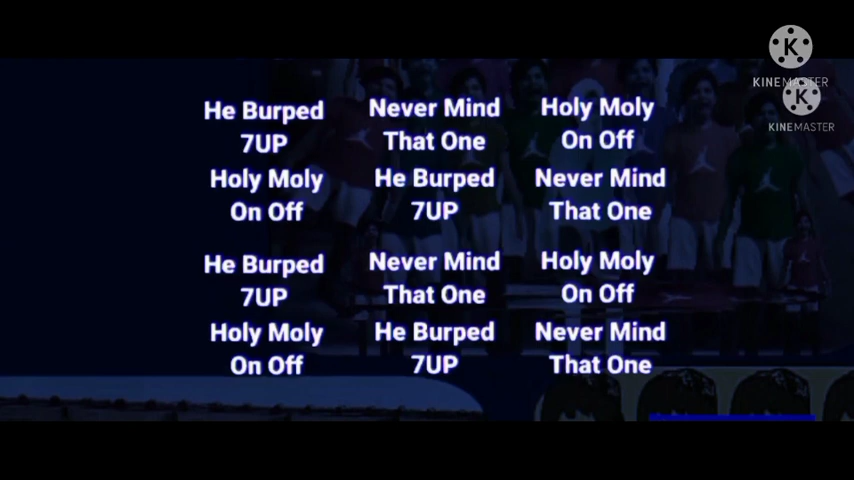 K
KINEMASTER
K
KINEMASTER
He Burped Never Mind Holy Moly
7UP That One On Off
Holy Moly He Burped Never Mind
On Off 7UP That One
He Burped Never Mind Holy Moly
7UP That One On Off
Holy Moly He Burped Never Mind
On Off 7UP That One